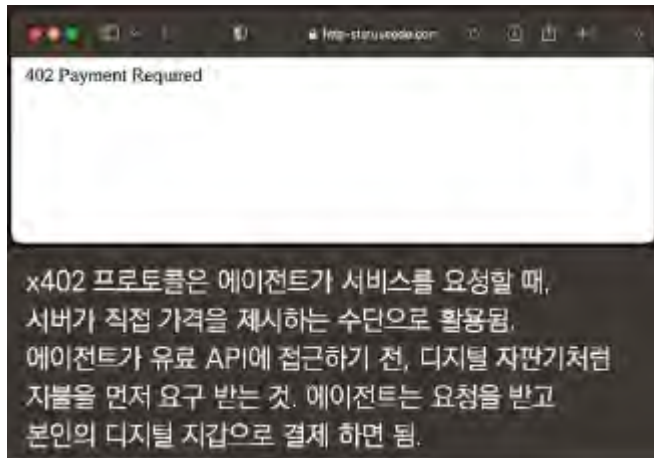 402 Payment Required
x402 프로토콜은 에이전트가 서비스를 요청할 때,
서버가 직접 가격을 제시하는 수단으로 활용됨.
에이전트가 유료 API에 접근하기 전, 디지털 자판기처럼
지불을 먼저 요구 받는 것. 에이전트는 요청을 받고
본인의 디지털 지갑으로 결제 하면 됨.